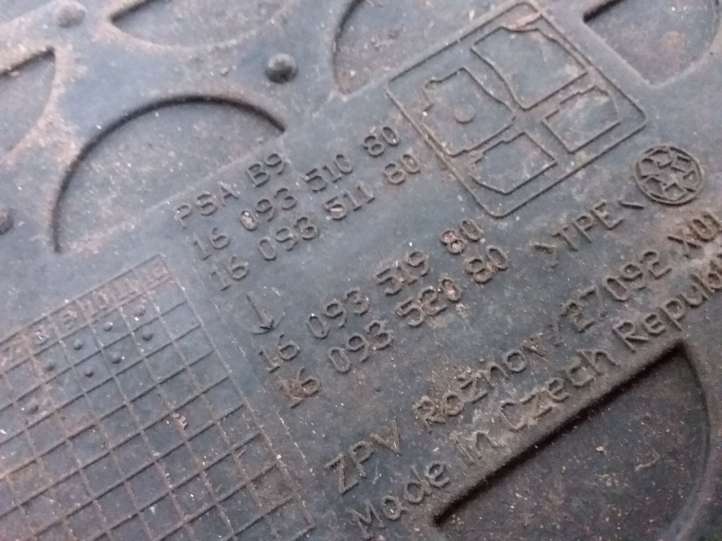 PSA B9
16 093 510 80
16 093 511 80
16 093 519 80
16 093 520 80
>TPE<
ZPV Rožnov / 27092 X01
Made in Czech Republic